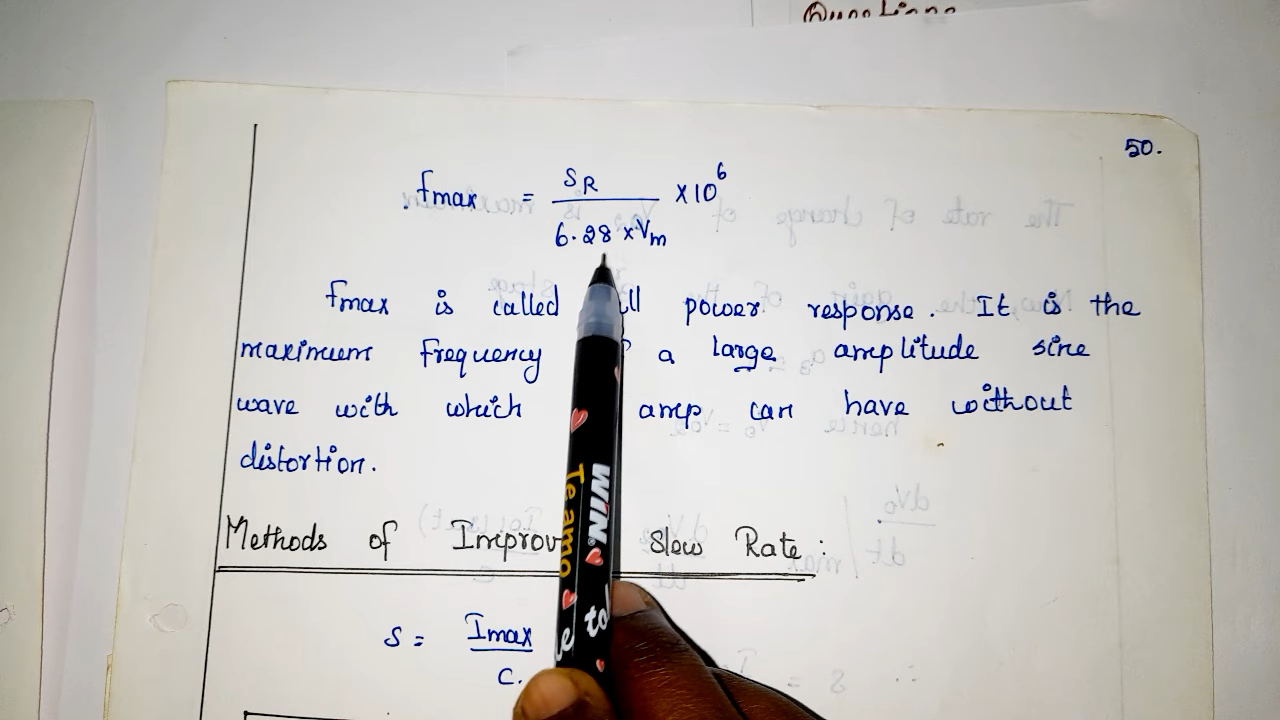 Questions
50.
fmax = SR / 6.28 x Vm x 10^6
fmax is called ll power response. It is the
maximum frequency a large amplitude sine
wave with which amp can have without
distortion.
Methods of Improv Slew Rate:
S = Imax / C.
WIN
Te amo